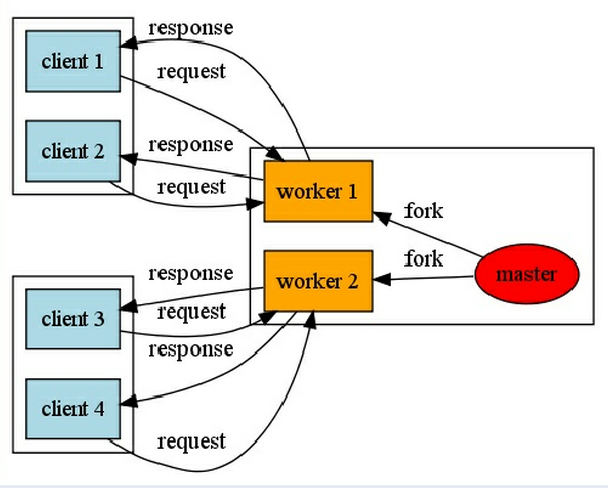 response
client 1
request
client 2
response
request
worker 1
fork
worker 2
fork
master
response
client 3
request
response
client 4
request